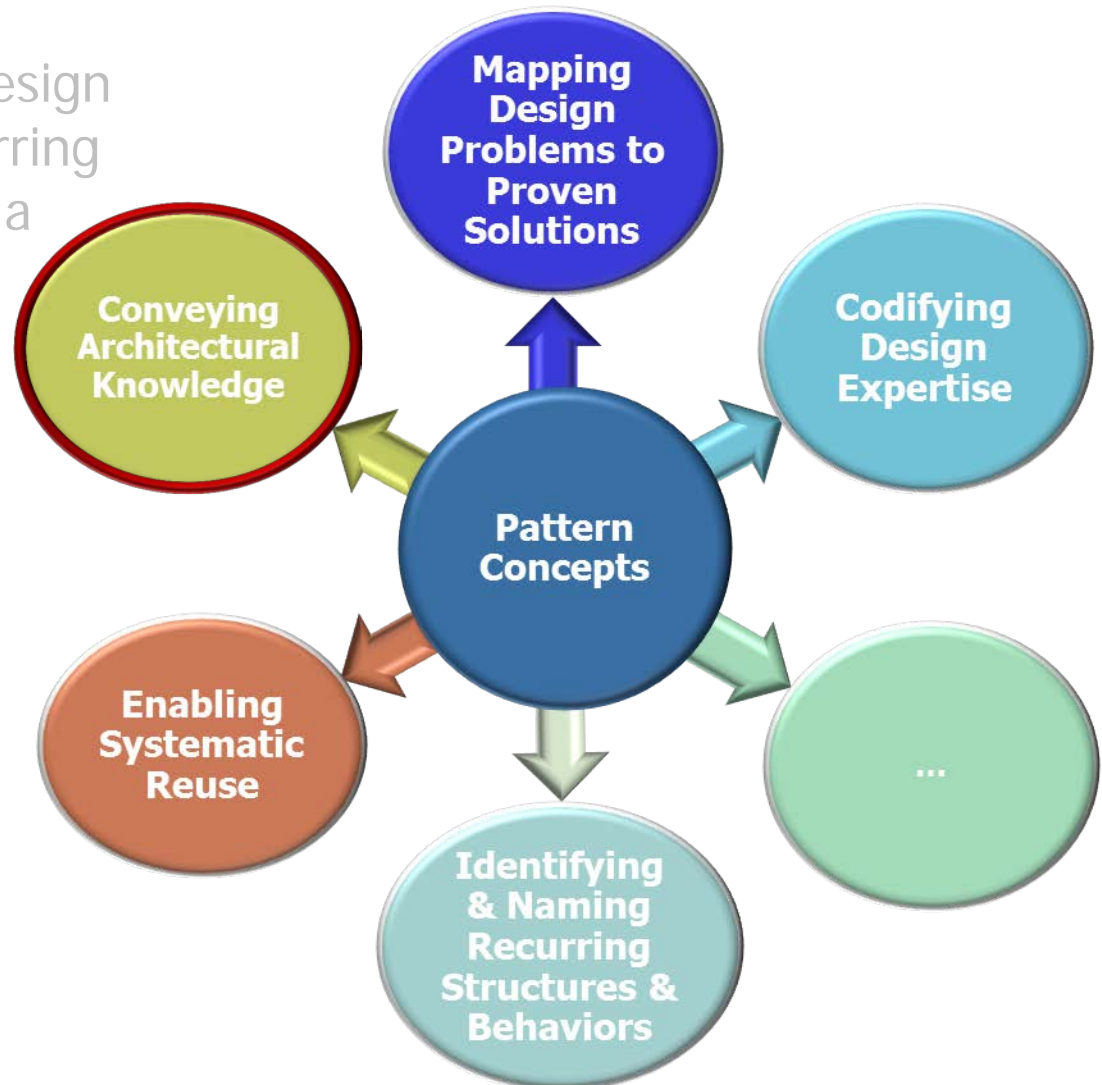 esign
rring
a
Mapping
Design
Problems to
Proven
Solutions
Conveying
Architectural
Knowledge
Codifying
Design
Expertise
Pattern
Concepts
Enabling
Systematic
Reuse
...
Identifying
& Naming
Recurring
Structures &
Behaviors